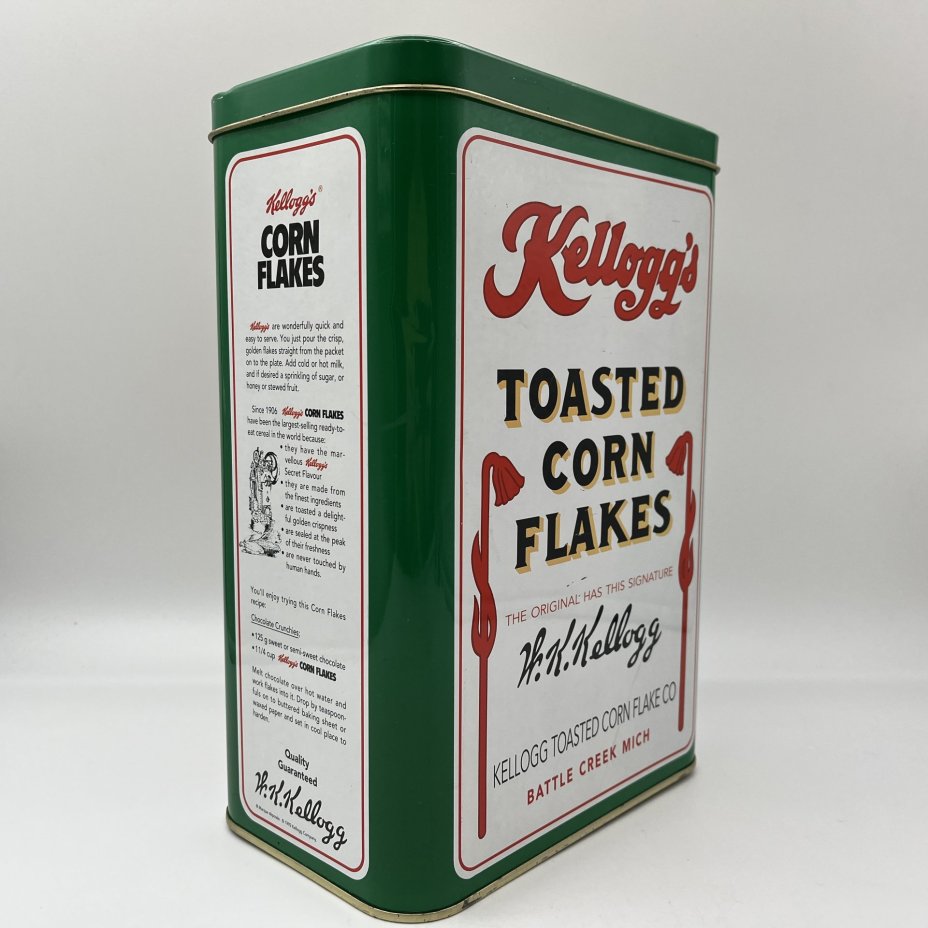 Kellogg's®
CORN
FLAKES
Kellogg's are wonderfully quick and
easy to serve. You just pour the crisp,
golden flakes straight from the packet
on to the plate. Add cold or hot milk,
and if desired a sprinkling of sugar, or
honey or stewed fruit.
Since 1906 Kellogg's CORN FLAKES
have been the largest-selling ready-to-
eat cereal in the world because:
• they have the mar-
vellous Kellogg's
Secret Flavour
• they are made from
the finest ingredients
• are toasted a delight-
ful golden crispness
• are sealed at the peak
of their freshness
• are never touched by
human hands.
You'll enjoy trying this Corn Flakes
recipe:
Chocolate Crunchies:
• 125 g sweet or semi-sweet chocolate
• 1 1/4 cup Kellogg's CORN FLAKES
Melt chocolate over hot water and
work flakes into it. Drop by teaspoon-
fuls on to buttered baking sheet or
waxed paper and set in cool place to
harden.
Quality
Guaranteed
W.K.Kellogg
Kellogg Company
Kellogg's
TOASTED
CORN
FLAKES
THE ORIGINAL HAS THIS SIGNATURE
W.K.Kellogg
KELLOGG TOASTED CORN FLAKE CO
BATTLE CREEK MICH